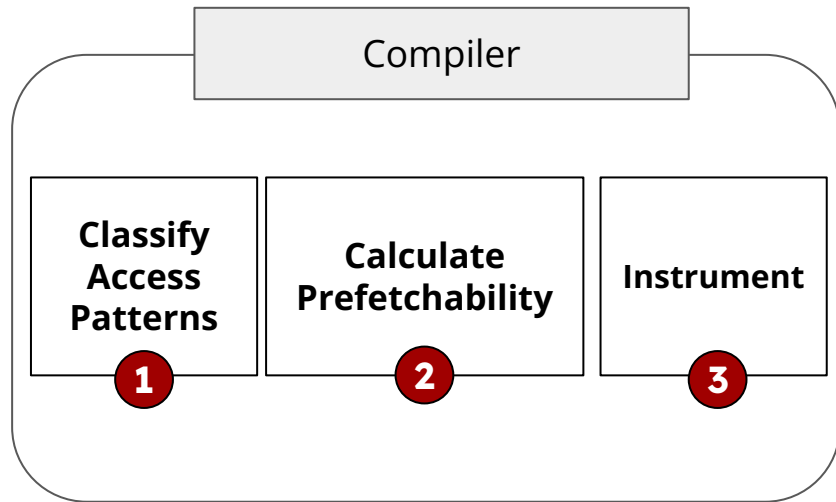 Compiler
Classify
Access
Patterns
1
Calculate
Prefetchability
2
Instrument
3